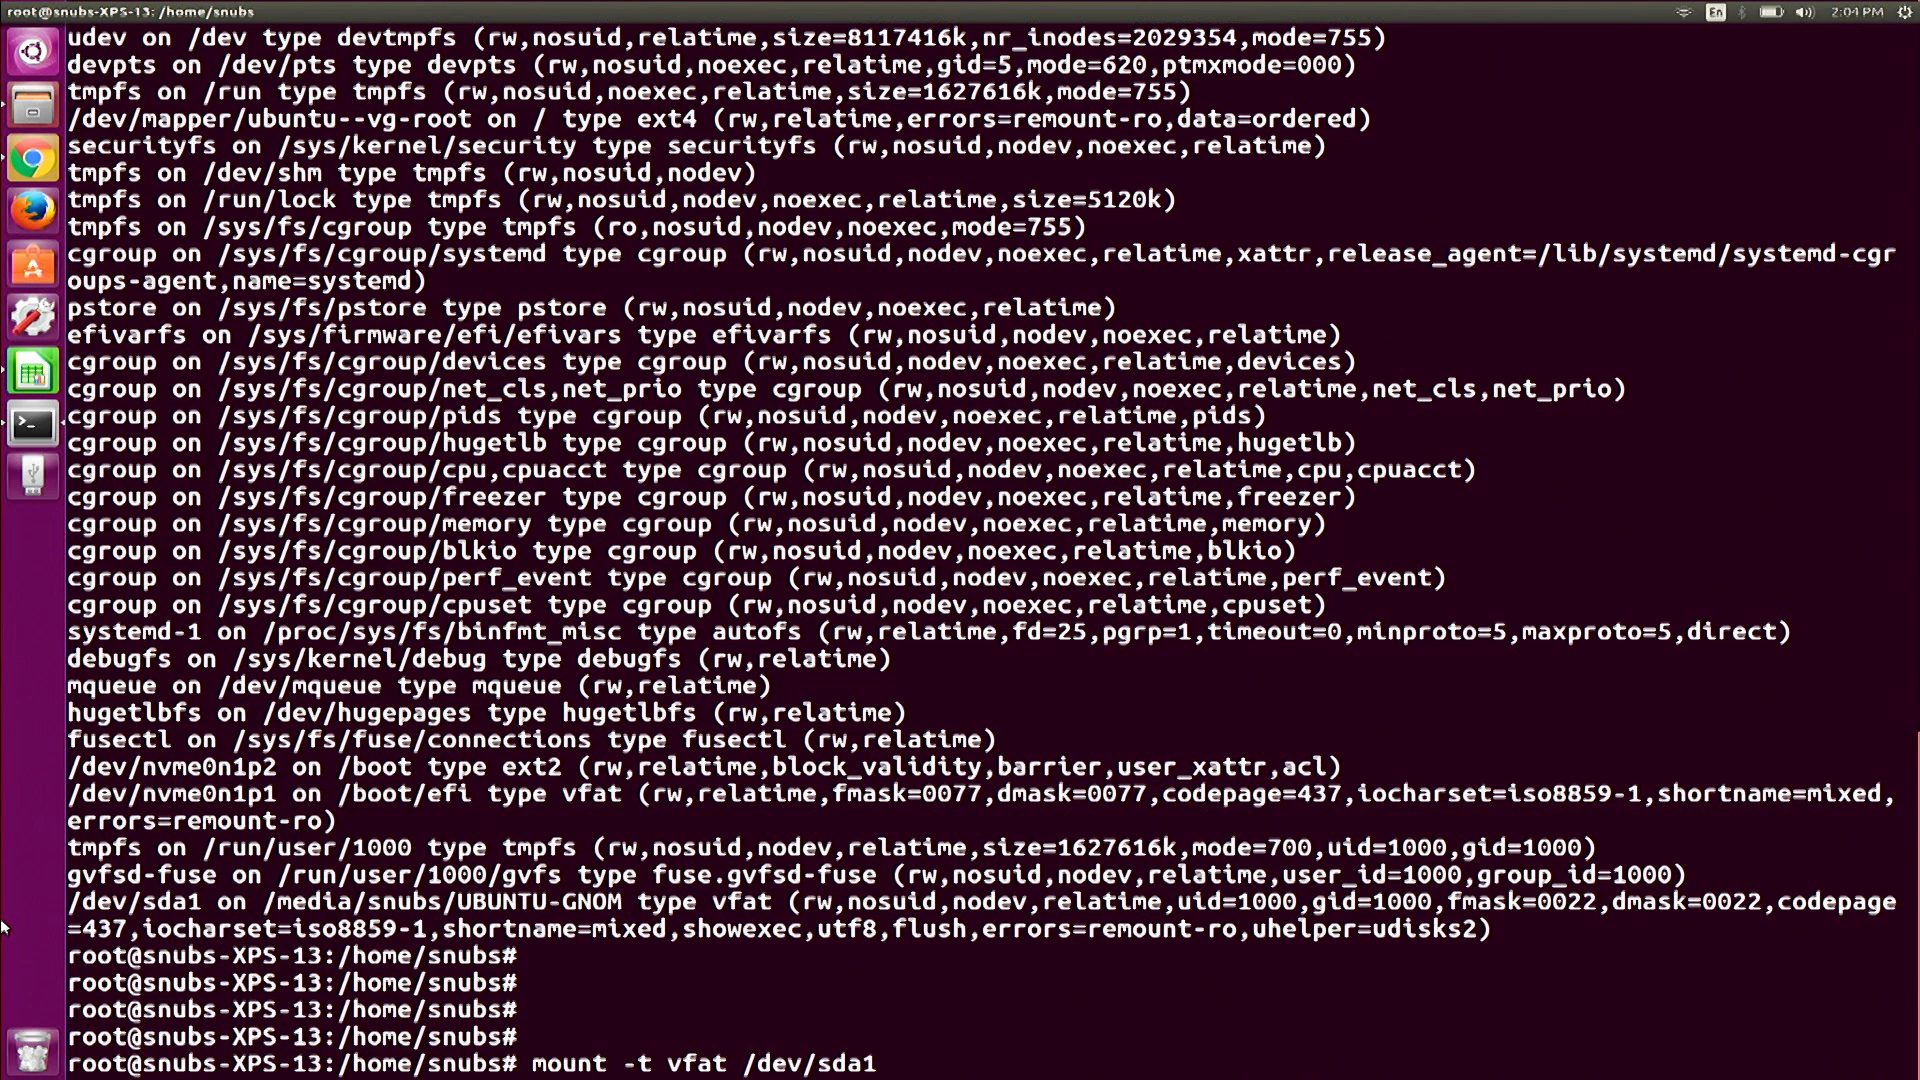 root@snubs-XPS-13: /home/snubs
En
2:04 PM
udev on /dev type devtmpfs (rw,nosuid,relatime,size=8117416k,nr_inodes=2029354,mode=755)
devpts on /dev/pts type devpts (rw,nosuid,noexec,relatime,gid=5,mode=620,ptmxmode=000)
tmpfs on /run type tmpfs (rw,nosuid,noexec,relatime,size=1627616k,mode=755)
/dev/mapper/ubuntu--vg-root on / type ext4 (rw,relatime,errors=remount-ro,data=ordered)
securityfs on /sys/kernel/security type securityfs (rw,nosuid,nodev,noexec,relatime)
tmpfs on /dev/shm type tmpfs (rw,nosuid,nodev)
tmpfs on /run/lock type tmpfs (rw,nosuid,nodev,noexec,relatime,size=5120k)
tmpfs on /sys/fs/cgroup type tmpfs (ro,nosuid,nodev,noexec,mode=755)
cgroup on /sys/fs/cgroup/systemd type cgroup (rw,nosuid,nodev,noexec,relatime,xattr,release_agent=/lib/systemd/systemd-cgr
oups-agent,name=systemd)
pstore on /sys/fs/pstore type pstore (rw,nosuid,nodev,noexec,relatime)
efivarfs on /sys/firmware/efi/efivars type efivarfs (rw,nosuid,nodev,noexec,relatime)
cgroup on /sys/fs/cgroup/devices type cgroup (rw,nosuid,nodev,noexec,relatime,devices)
cgroup on /sys/fs/cgroup/net_cls,net_prio type cgroup (rw,nosuid,nodev,noexec,relatime,net_cls,net_prio)
cgroup on /sys/fs/cgroup/pids type cgroup (rw,nosuid,nodev,noexec,relatime,pids)
cgroup on /sys/fs/cgroup/hugetlb type cgroup (rw,nosuid,nodev,noexec,relatime,hugetlb)
cgroup on /sys/fs/cgroup/cpu,cpuacct type cgroup (rw,nosuid,nodev,noexec,relatime,cpu,cpuacct)
cgroup on /sys/fs/cgroup/freezer type cgroup (rw,nosuid,nodev,noexec,relatime,freezer)
cgroup on /sys/fs/cgroup/memory type cgroup (rw,nosuid,nodev,noexec,relatime,memory)
cgroup on /sys/fs/cgroup/blkio type cgroup (rw,nosuid,nodev,noexec,relatime,blkio)
cgroup on /sys/fs/cgroup/perf_event type cgroup (rw,nosuid,nodev,noexec,relatime,perf_event)
cgroup on /sys/fs/cgroup/cpuset type cgroup (rw,nosuid,nodev,noexec,relatime,cpuset)
systemd-1 on /proc/sys/fs/binfmt_misc type autofs (rw,relatime,fd=25,pgrp=1,timeout=0,minproto=5,maxproto=5,direct)
debugfs on /sys/kernel/debug type debugfs (rw,relatime)
mqueue on /dev/mqueue type mqueue (rw,relatime)
hugetlbfs on /dev/hugepages type hugetlbfs (rw,relatime)
fusectl on /sys/fs/fuse/connections type fusectl (rw,relatime)
/dev/nvme0n1p2 on /boot type ext2 (rw,relatime,block_validity,barrier,user_xattr,acl)
/dev/nvme0n1p1 on /boot/efi type vfat (rw,relatime,fmask=0077,dmask=0077,codepage=437,iocharset=iso8859-1,shortname=mixed,
errors=remount-ro)
tmpfs on /run/user/1000 type tmpfs (rw,nosuid,nodev,relatime,size=1627616k,mode=700,uid=1000,gid=1000)
gvfsd-fuse on /run/user/1000/gvfs type fuse.gvfsd-fuse (rw,nosuid,nodev,relatime,user_id=1000,group_id=1000)
/dev/sda1 on /media/snubs/UBUNTU-GNOM type vfat (rw,nosuid,nodev,relatime,uid=1000,gid=1000,fmask=0022,dmask=0022,codepage
=437,iocharset=iso8859-1,shortname=mixed,showexec,utf8,flush,errors=remount-ro,uhelper=udisks2)
root@snubs-XPS-13:/home/snubs#
root@snubs-XPS-13:/home/snubs#
root@snubs-XPS-13:/home/snubs#
root@snubs-XPS-13:/home/snubs#
root@snubs-XPS-13:/home/snubs# mount -t vfat /dev/sda1